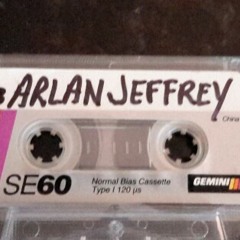 ARLAN JEFFREY
China
SE60
Normal Bias Cassette
Type I 120 µs
GEMINI